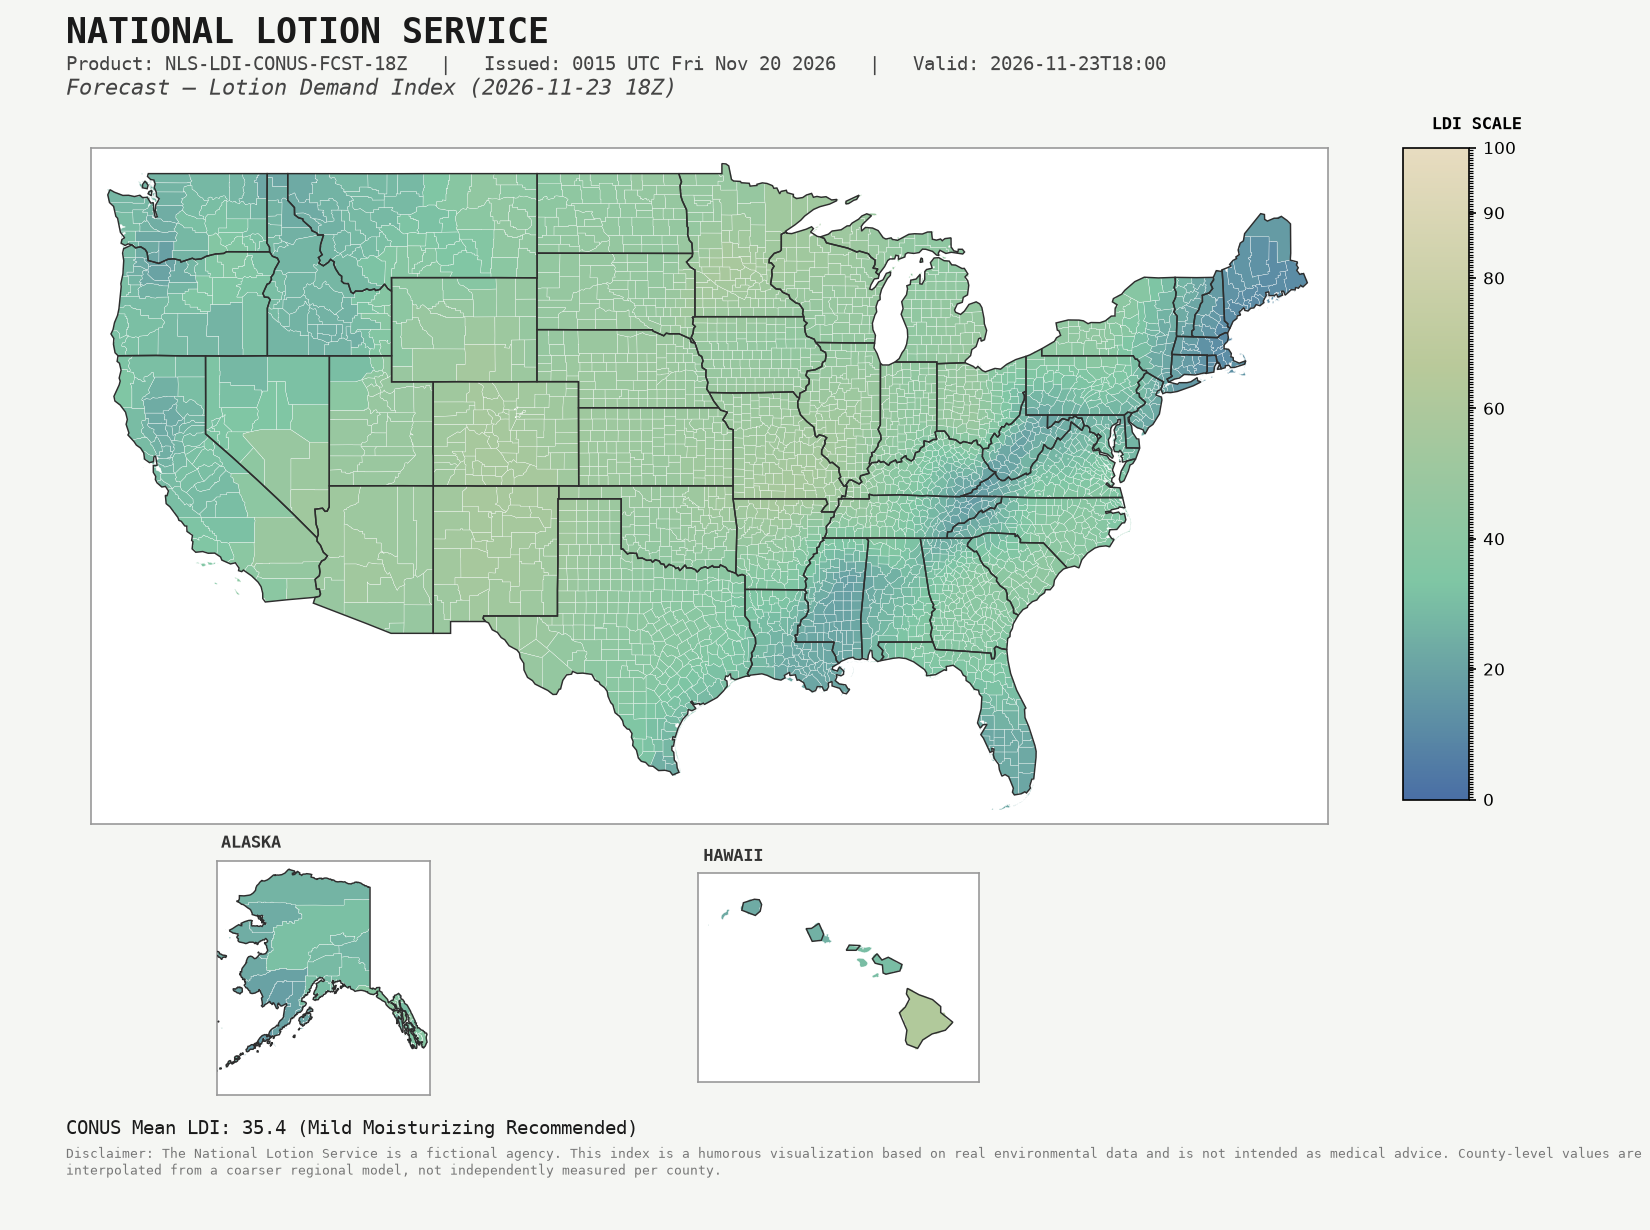 NATIONAL LOTION SERVICE
Product: NLS-LDI-CONUS-FCST-18Z | Issued: 0015 UTC Fri Nov 20 2026 | Valid: 2026-11-23T18:00
Forecast — Lotion Demand Index (2026-11-23 18Z)
LDI SCALE
100
90
80
60
40
20
0
ALASKA
HAWAII
CONUS Mean LDI: 35.4 (Mild Moisturizing Recommended)
Disclaimer: The National Lotion Service is a fictional agency. This index is a humorous visualization based on real environmental data and is not intended as medical advice. County-level values are
interpolated from a coarser regional model, not independently measured per county.